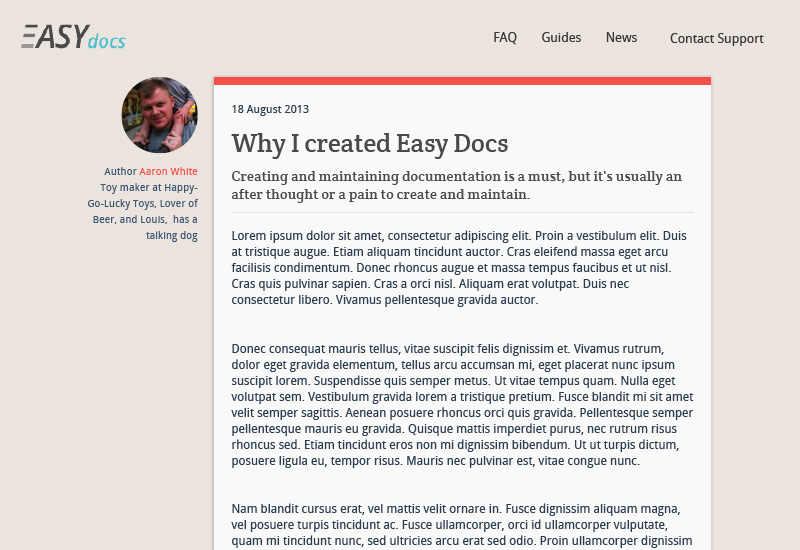 EASYdocs
FAQ Guides News Contact Support
Author Aaron White
Toy maker at Happy-
Go-Lucky Toys, Lover of
Beer, and Louis, has a
talking dog
18 August 2013
Why I created Easy Docs
Creating and maintaining documentation is a must, but it's usually an
after thought or a pain to create and maintain.
Lorem ipsum dolor sit amet, consectetur adipiscing elit. Proin a vestibulum elit. Duis
at tristique augue. Etiam aliquam tincidunt auctor. Cras eleifend massa eget arcu
facilisis condimentum. Donec rhoncus augue et massa tempus faucibus et ut nisl.
Cras quis pulvinar sapien. Cras a orci nisl. Aliquam erat volutpat. Duis nec
consectetur libero. Vivamus pellentesque gravida auctor.
Donec consequat mauris tellus, vitae suscipit felis dignissim et. Vivamus rutrum,
dolor eget gravida elementum, tellus arcu accumsan mi, eget placerat nunc ipsum
suscipit lorem. Suspendisse quis semper metus. Ut vitae tempus quam. Nulla eget
volutpat sem. Vestibulum gravida lorem a tristique pretium. Fusce blandit mi sit amet
velit semper sagittis. Aenean posuere rhoncus orci quis gravida. Pellentesque semper
pellentesque mauris eu gravida. Quisque mattis imperdiet purus, nec rutrum risus
rhoncus sed. Etiam tincidunt eros non mi dignissim bibendum. Ut ut turpis dictum,
posuere ligula eu, tempor risus. Mauris nec pulvinar est, vitae congue nunc.
Nam blandit cursus erat, vel mattis velit ornare in. Fusce dignissim aliquam magna,
vel posuere turpis tincidunt ac. Fusce ullamcorper, orci id ullamcorper vulputate,
quam mi tincidunt nunc, sed ultricies arcu erat sed odio. Proin ullamcorper dignissim